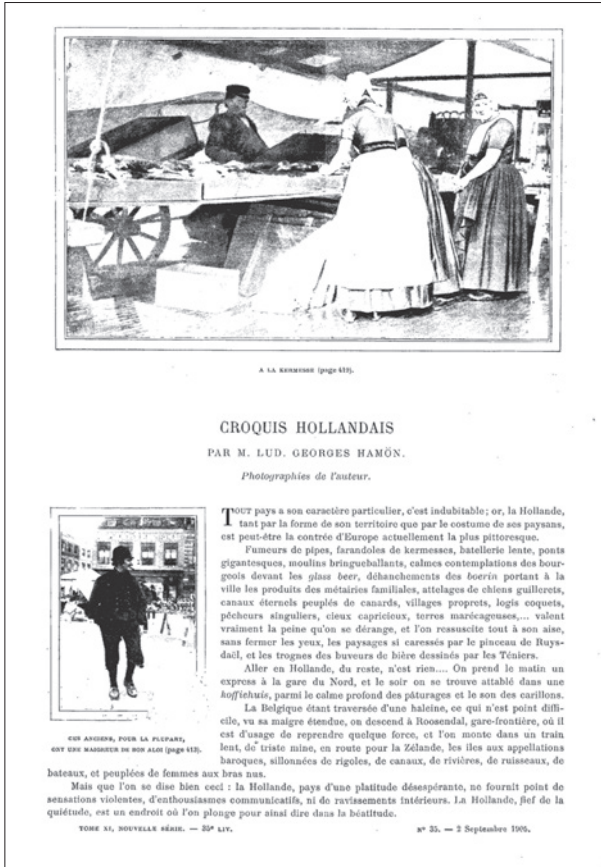 A LA KERMESSE (page 419).
CROQUIS HOLLANDAIS
PAR M. LUD. GEORGES HAMÖN.
Photographies de l'auteur.
TOUT pays a son caractère particulier, c'est indubitable; or, la Hollande,
tant par la forme de son territoire que par le costume de ses paysans,
est peut-être la contrée d'Europe actuellement la plus pittoresque.
Fumeurs de pipes, farandoles de kermesses, batellerie lente, ponts
gigantesques, moulins bringueballants, calmes contemplations des bour-
geois devant les glass beer, déhanchements des boerin portant à la
ville les produits des métairies familiales, attelages de chiens guillerets,
canaux éternels peuplés de canards, villages proprets, logis coquets,
pêcheurs singuliers, cieux capricieux, terres marécageuses,... valent
vraiment la peine qu'on se dérange, et l'on ressuscite tout à son aise,
sans fermer les yeux, les paysages si caressés par le pinceau de Ruys-
daël, et les trognes des buveurs de bière dessinés par les Téniers.
Aller en Hollande, du reste, n'est rien.... On prend le matin un
express à la gare du Nord, et le soir on se trouve attablé dans une
koffiehuis, parmi le calme profond des pâturages et le son des carillons.
La Belgique étant traversée d'une haleine, ce qui n'est point diffi-
cile, vu sa maigre étendue, on descend à Roosendal, gare-frontière, où il
est d'usage de reprendre quelque force, et l'on monte dans un train
lent, de triste mine, en route pour la Zélande, les îles aux appellations
baroques, sillonnées de rigoles, de canaux, de rivières, de ruisseaux, de
bateaux, et peuplées de femmes aux bras nus.
CES ANCIENS, POUR LA PLUPART,
ONT UNE MAIGREUR DE BON ALOI (page 413).
Mais que l'on se dise bien ceci : la Hollande, pays d'une platitude désespérante, ne fournit point de
sensations violentes, d'enthousiasmes communicatifs, ni de ravissements intérieurs. La Hollande, fief de la
quiétude, est un endroit où l'on plonge pour ainsi dire dans la béatitude.
TOME XI, NOUVELLE SÉRIE. — 35e LIV.
N° 35. — 2 Septembre 1905.